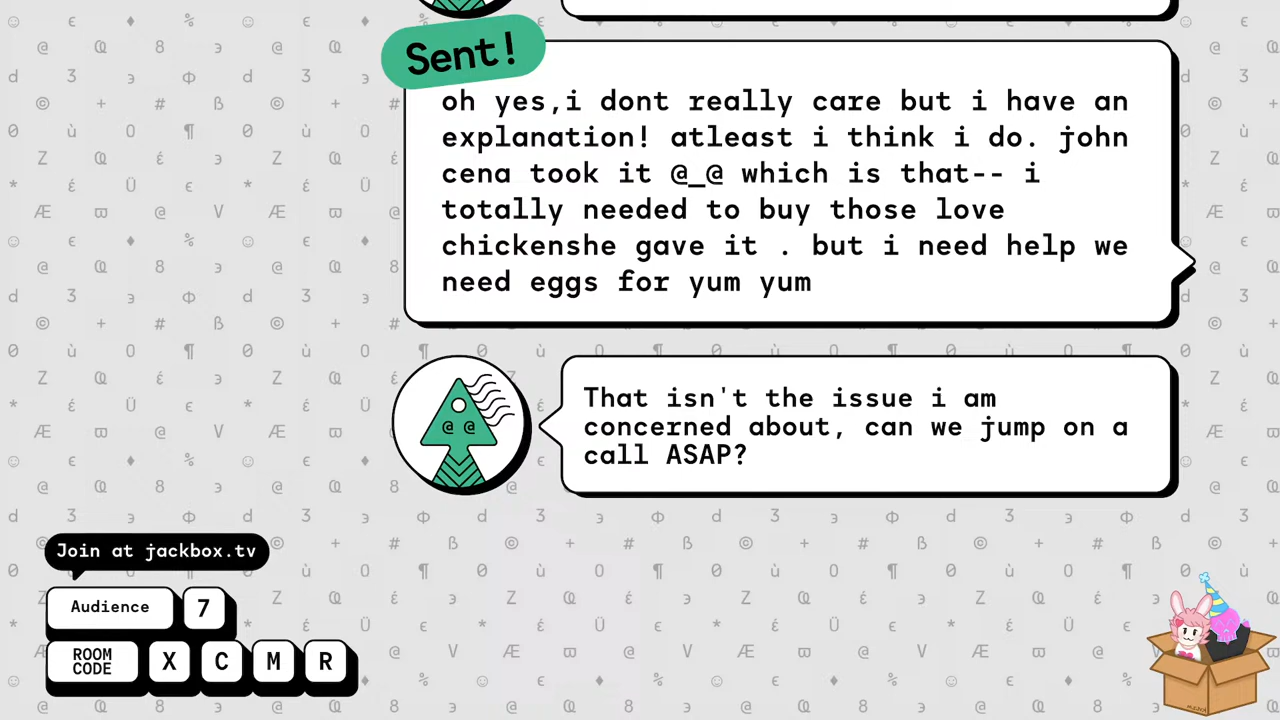 Sent!
oh yes,i dont really care but i have an
explanation! atleast i think i do. john
cena took it @_@ which is that-- i
totally needed to buy those love
chickenshe gave it . but i need help we
need eggs for yum yum
That isn't the issue i am
concerned about, can we jump on a
call ASAP?
Join at jackbox.tv
Audience 7
ROOM
CODE X C M R